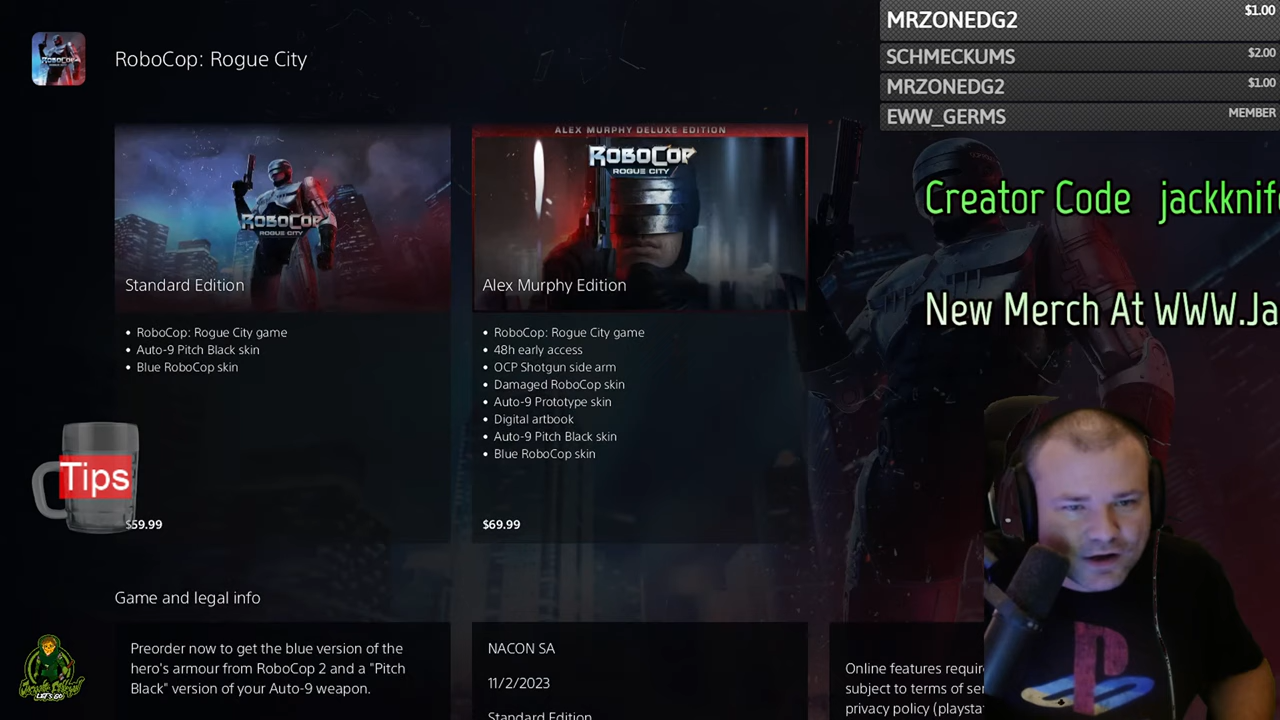 RoboCop: Rogue City
MRZONEDG2 $1.00
SCHMECKUMS $2.00
MRZONEDG2 $1.00
EWW_GERMS MEMBER
Creator Code jackknif
New Merch At WWW.Ja
ROBOCOP
ROGUE CITY
Standard Edition
• RoboCop: Rogue City game
• Auto-9 Pitch Black skin
• Blue RoboCop skin
$59.99
ALEX MURPHY DELUXE EDITION
ROBOCOP
ROGUE CITY
Alex Murphy Edition
• RoboCop: Rogue City game
• 48h early access
• OCP Shotgun side arm
• Damaged RoboCop skin
• Auto-9 Prototype skin
• Digital artbook
• Auto-9 Pitch Black skin
• Blue RoboCop skin
$69.99
Tips
Game and legal info
Preorder now to get the blue version of the
hero's armour from RoboCop 2 and a "Pitch
Black" version of your Auto-9 weapon.
NACON SA
11/2/2023
Standard Edition
Online features requir
subject to terms of se
privacy policy (playsta
LET'S GO